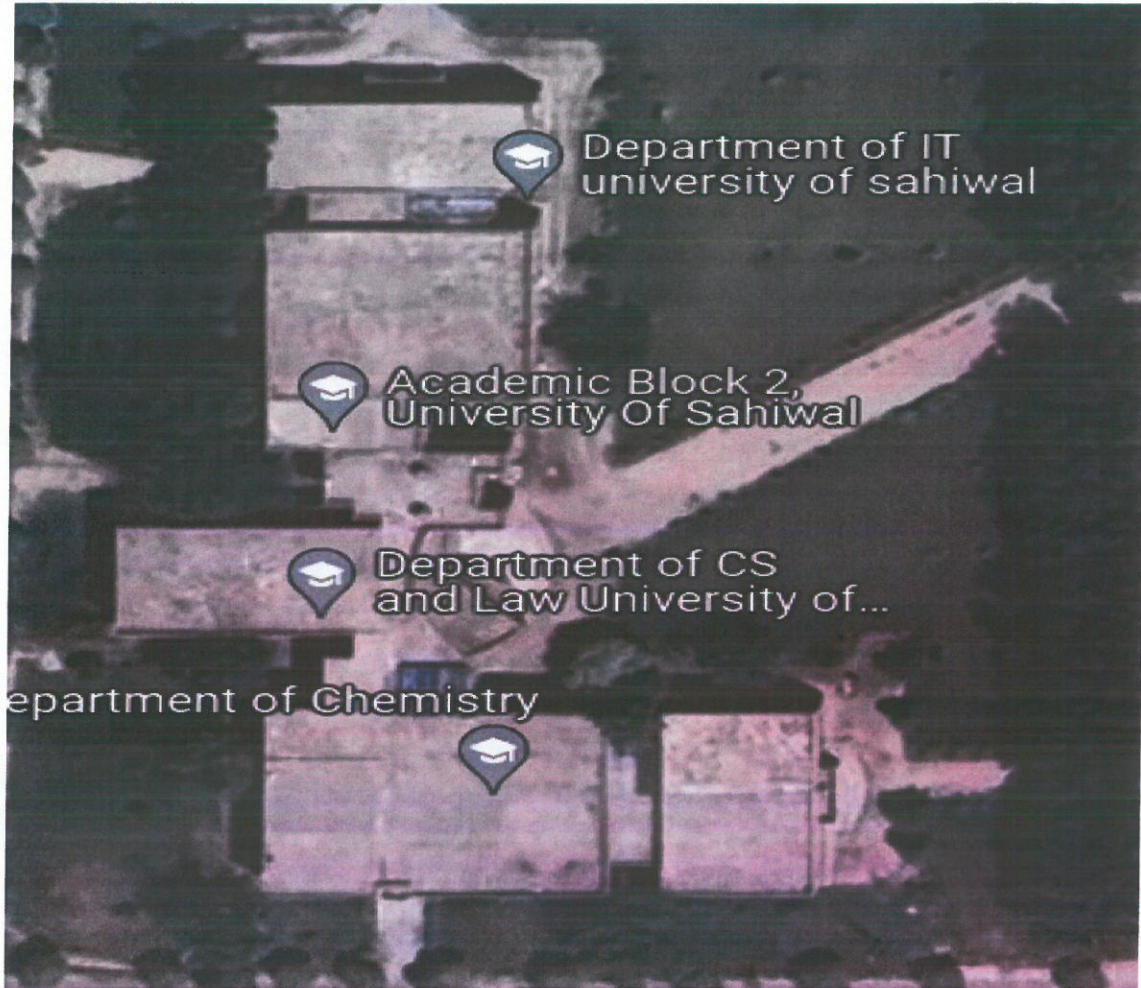 Department of IT
university of sahiwal
Academic Block 2,
University Of Sahiwal
Department of CS
and Law University of...
epartment of Chemistry